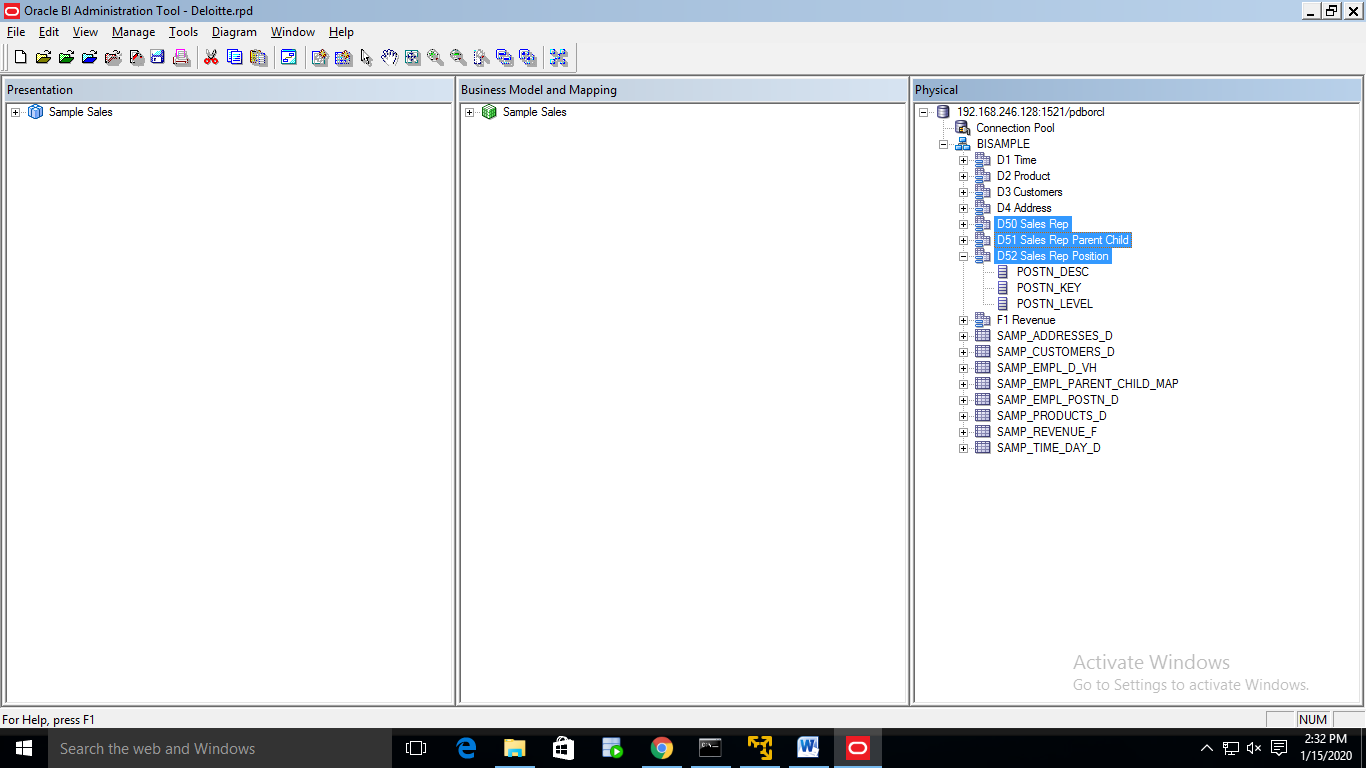 Oracle BI Administration Tool - Deloitte.rpd
File Edit View Manage Tools Diagram Window Help
Presentation
Sample Sales
Business Model and Mapping
Sample Sales
Physical
192.168.246.128:1521/pdborcl
Connection Pool
BISAMPLE
D1 Time
D2 Product
D3 Customers
D4 Address
D50 Sales Rep
D51 Sales Rep Parent Child
D52 Sales Rep Position
POSTN_DESC
POSTN_KEY
POSTN_LEVEL
F1 Revenue
SAMP_ADDRESSES_D
SAMP_CUSTOMERS_D
SAMP_EMPL_D_VH
SAMP_EMPL_PARENT_CHILD_MAP
SAMP_EMPL_POSTN_D
SAMP_PRODUCTS_D
SAMP_REVENUE_F
SAMP_TIME_DAY_D
Activate Windows
Go to Settings to activate Windows.
For Help, press F1
NUM
Search the web and Windows
2:32 PM
1/15/2020